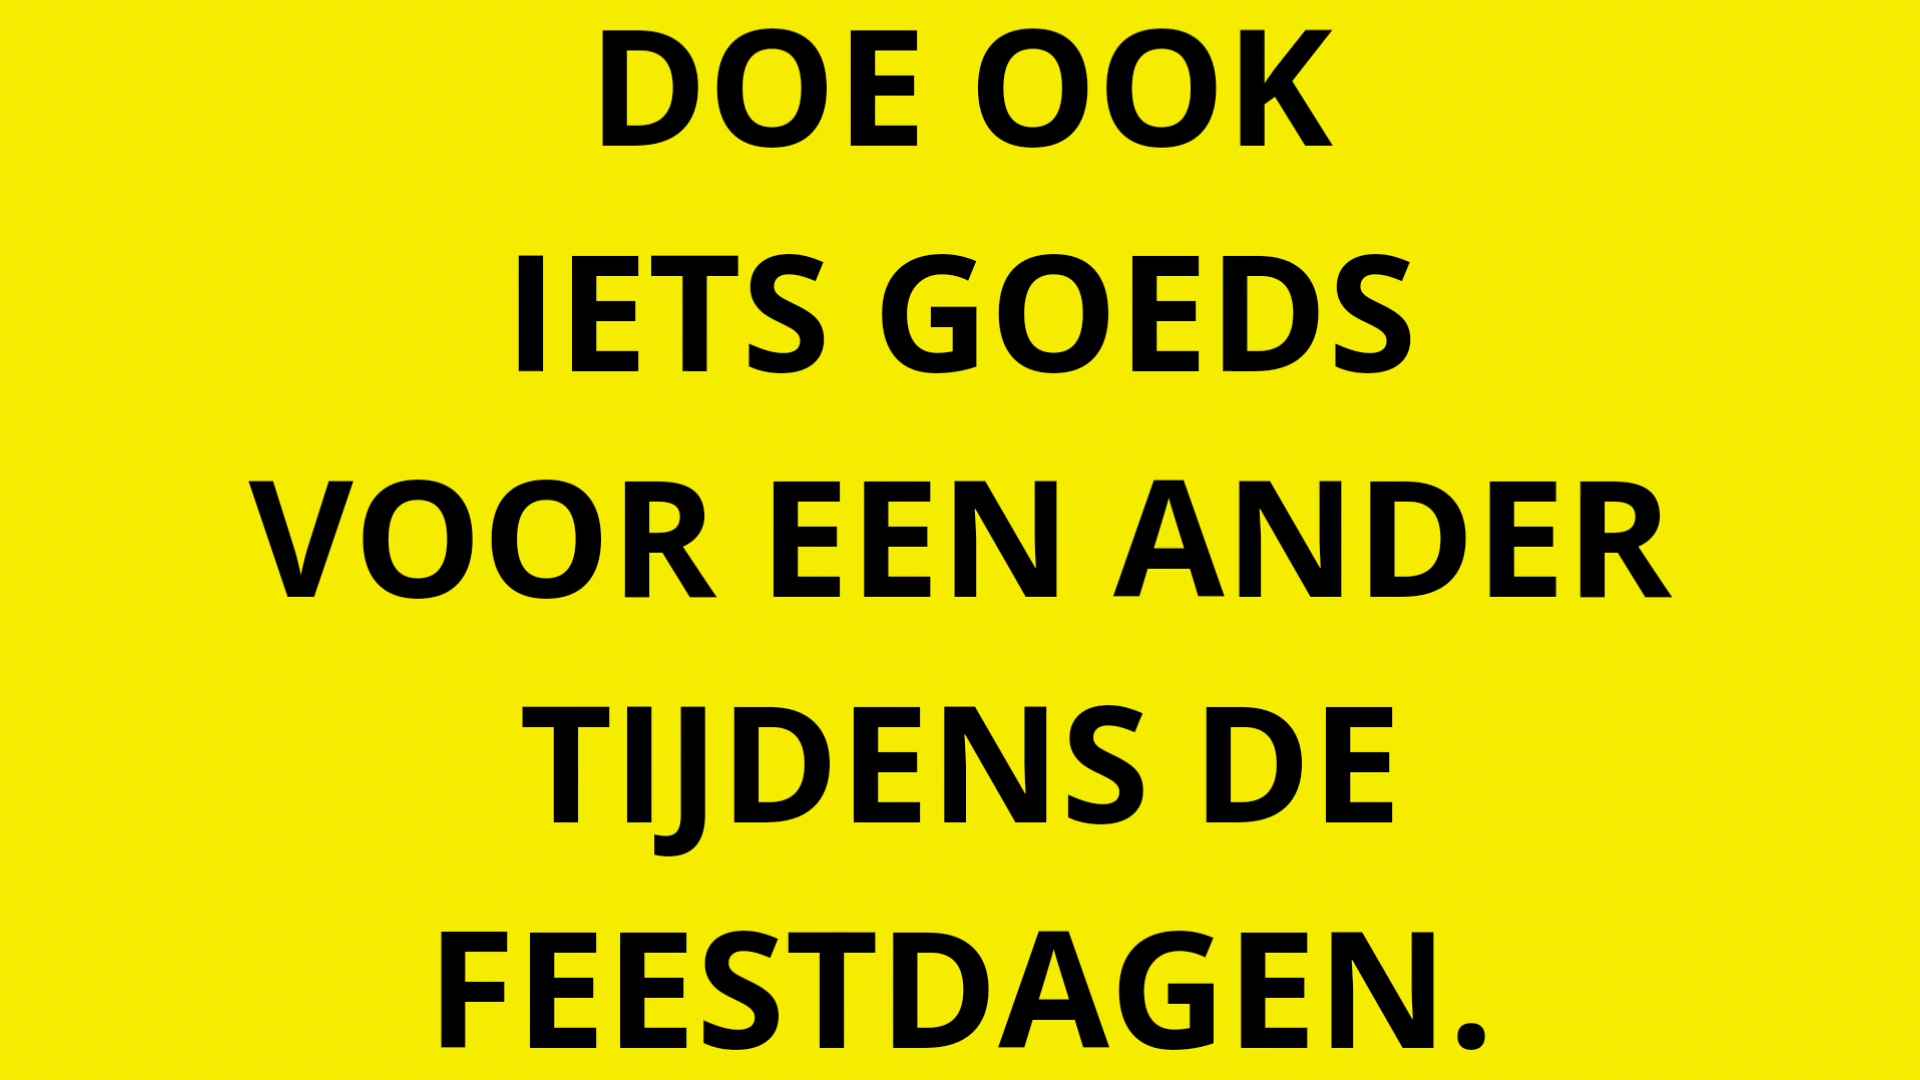 DOE OOK
IETS GOEDS
VOOR EEN ANDER
TIJDENS DE
FEESTDAGEN.